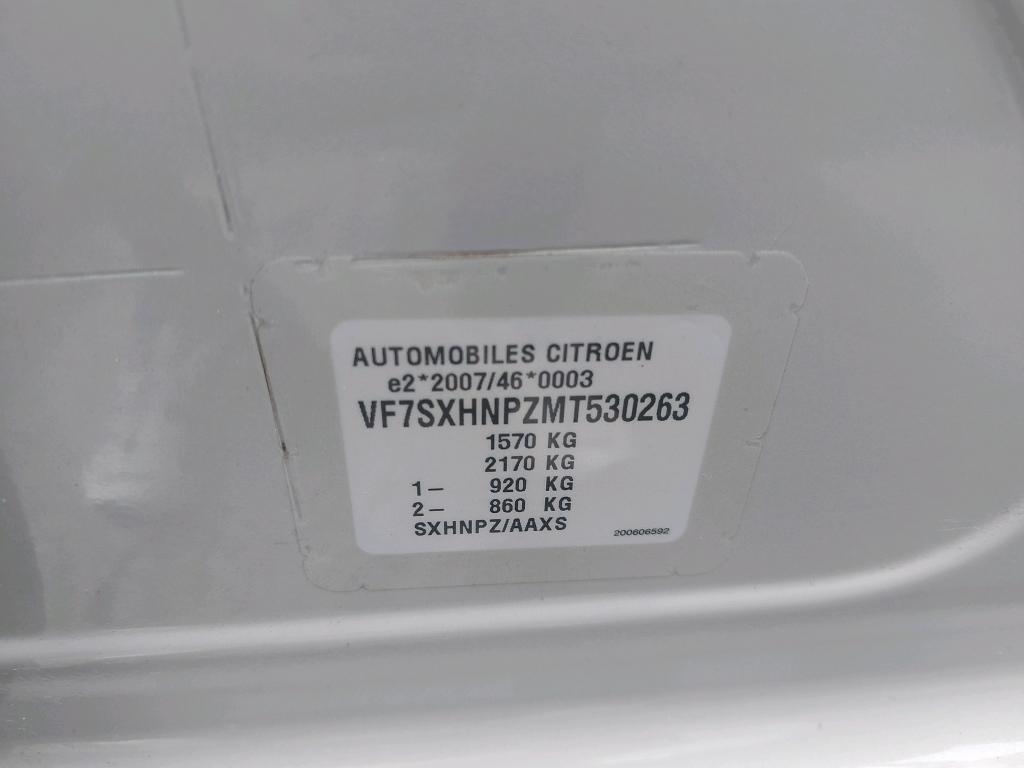 AUTOMOBILES CITROEN
e2*2007/46*0003
VF7SXHNPZMT530263
1570 KG
2170 KG
1– 920 KG
2– 860 KG
SXHNPZ/AAXS
200606592